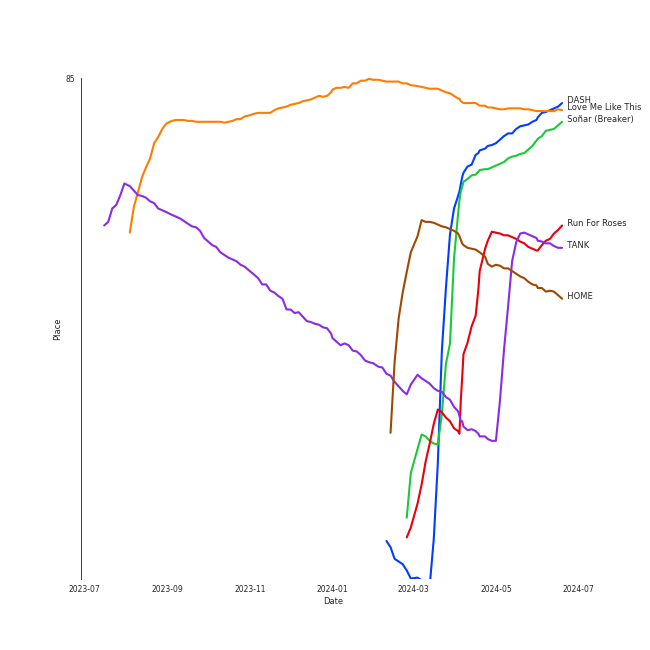 85
DASH
Love Me Like This
Soñar (Breaker)
Run For Roses
TANK
HOME
Place
2023-07
2023-09
2023-11
2024-01
2024-03
2024-05
2024-07
Date